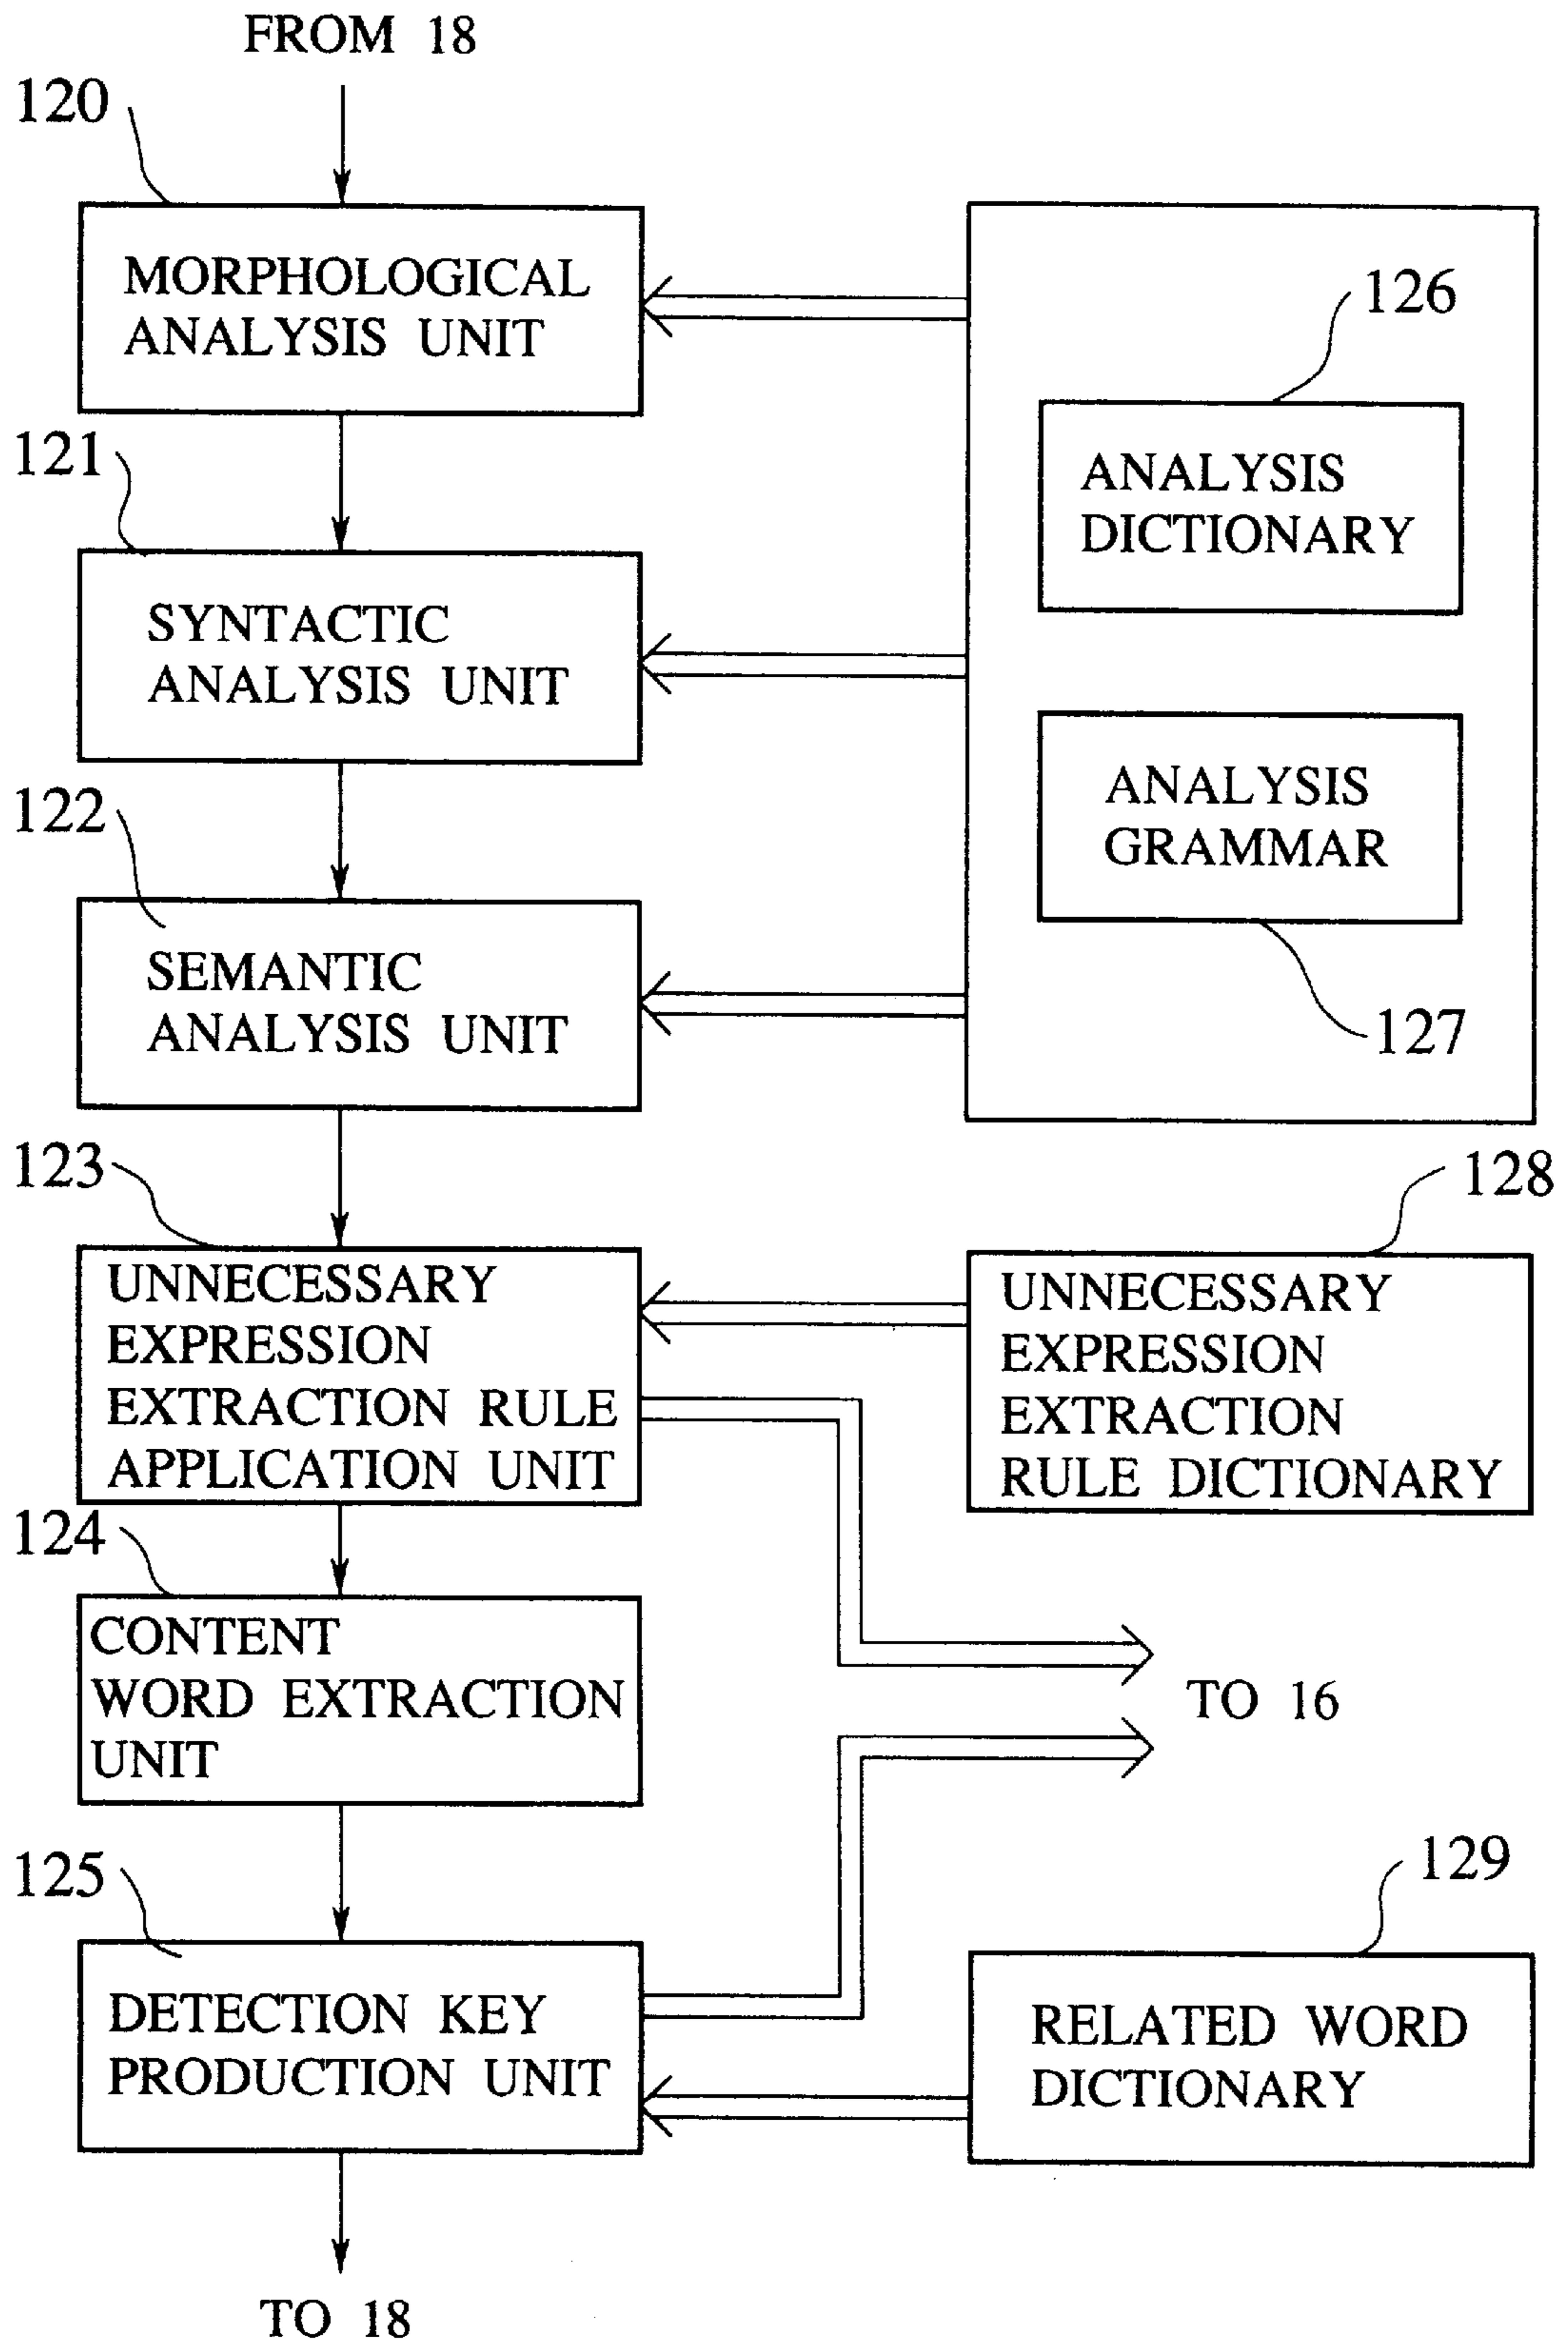 FROM 18
120
MORPHOLOGICAL
ANALYSIS UNIT
126
ANALYSIS
DICTIONARY
121
SYNTACTIC
ANALYSIS UNIT
ANALYSIS
GRAMMAR
127
122
SEMANTIC
ANALYSIS UNIT
123
UNNECESSARY
EXPRESSION
EXTRACTION RULE
APPLICATION UNIT
128
UNNECESSARY
EXPRESSION
EXTRACTION
RULE DICTIONARY
124
CONTENT
WORD EXTRACTION
UNIT
TO 16
125
DETECTION KEY
PRODUCTION UNIT
129
RELATED WORD
DICTIONARY
TO 18